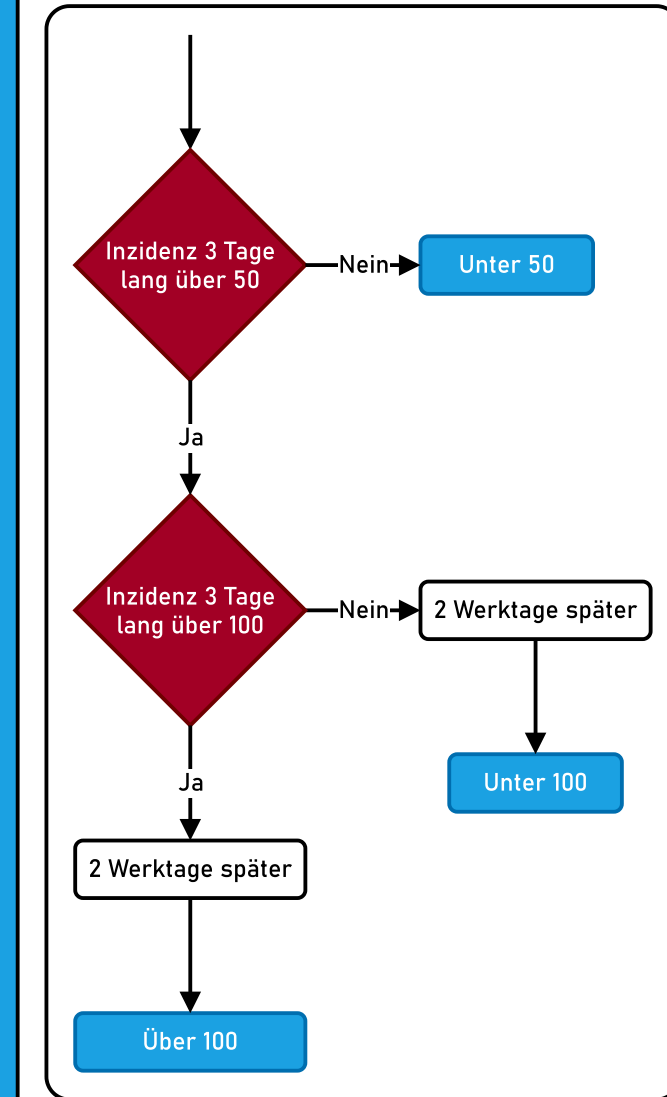 Inzidenz 3 Tage
lang über 50
Nein
Unter 50
Ja
Inzidenz 3 Tage
lang über 100
Nein
2 Werktage später
Unter 100
Ja
2 Werktage später
Über 100